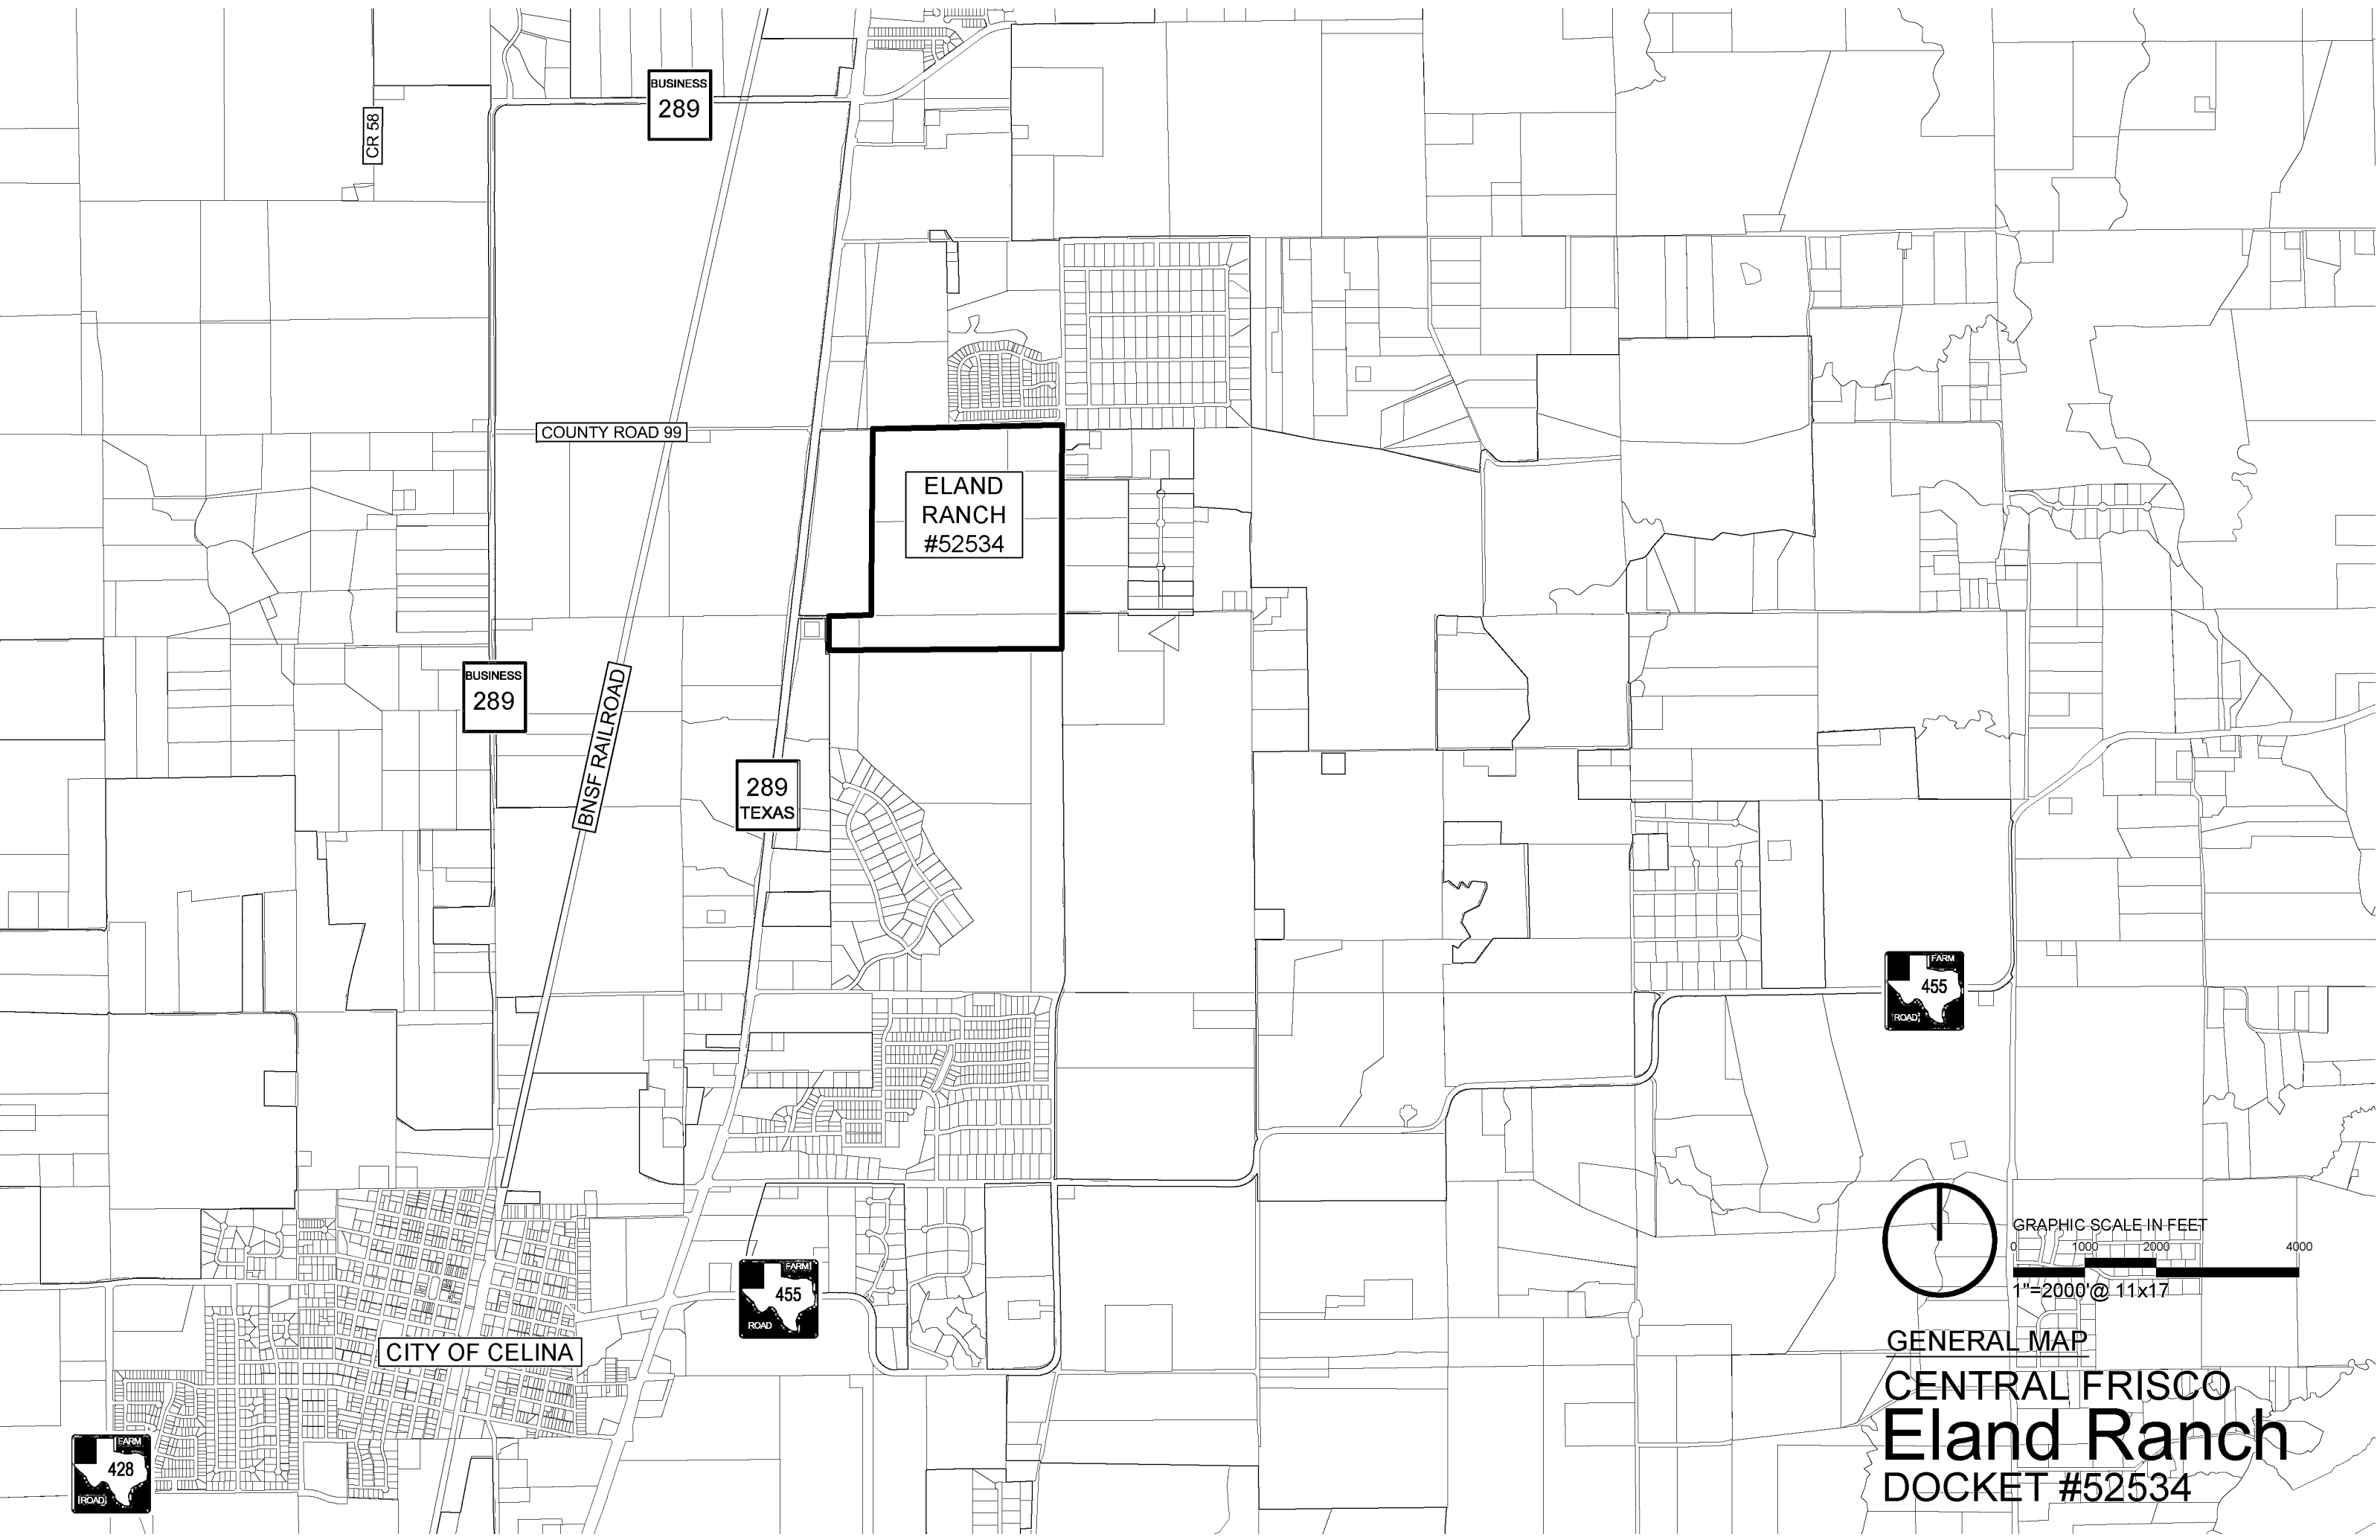 BUSINESS
289
CR 58
COUNTY ROAD 99
ELAND
RANCH
#52534
BUSINESS
289
BNSF RAILROAD
289
TEXAS
FARM
455
ROAD
GRAPHIC SCALE IN FEET
0 1000 2000 4000
1"=2000'@ 11x17
FARM
455
ROAD
CITY OF CELINA
GENERAL MAP
CENTRAL FRISCO
Eland Ranch
DOCKET #52534
FARM
428
ROAD